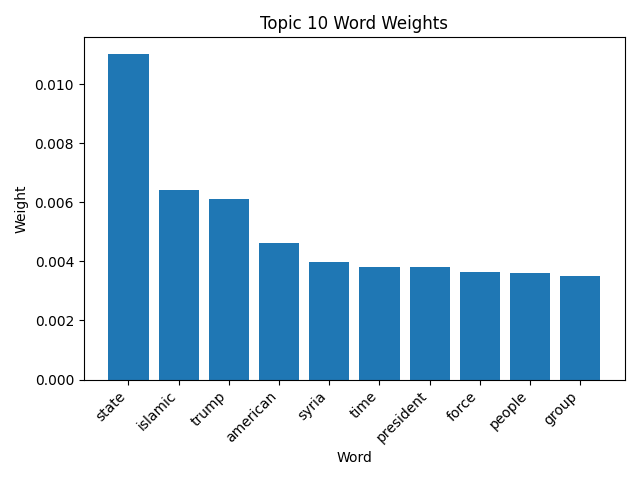 Topic 10 Word Weights
Weight
0.010
0.008
0.006
0.004
0.002
0.000
state
islamic
trump
american
syria
time
president
force
people
group
Word